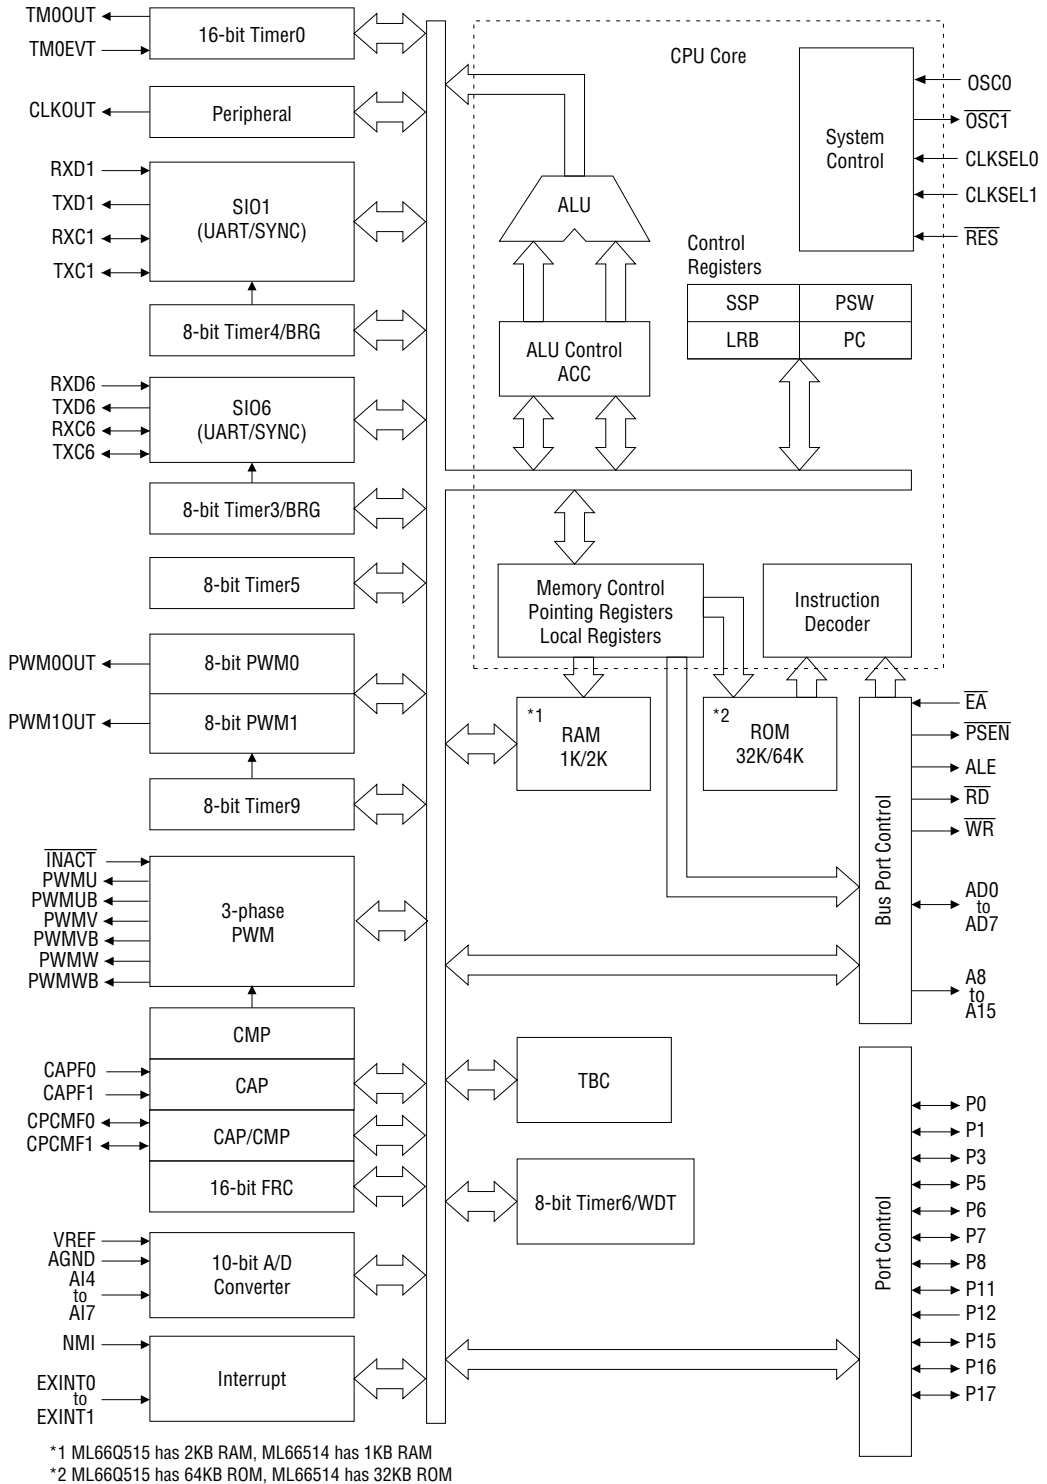 TM0OUT
TM0EVT
16-bit Timer0
CLKOUT
Peripheral
RXD1
TXD1
RXC1
TXC1
SIO1
(UART/SYNC)
8-bit Timer4/BRG
RXD6
TXD6
RXC6
TXC6
SIO6
(UART/SYNC)
8-bit Timer3/BRG
8-bit Timer5
PWM0OUT
8-bit PWM0
PWM1OUT
8-bit PWM1
8-bit Timer9
INACT
PWMU
PWMUB
PWMV
PWMVB
PWMW
PWMWB
3-phase
PWM
CMP
CAPF0
CAPF1
CAP
CPCMF0
CPCMF1
CAP/CMP
16-bit FRC
VREF
AGND
AI4
to
AI7
10-bit A/D
Converter
NMI
EXINT0
to
EXINT1
Interrupt
CPU Core
ALU
ALU Control
ACC
Control
Registers
SSP
PSW
LRB
PC
System
Control
OSC0
OSC1
CLKSEL0
CLKSEL1
RES
Memory Control
Pointing Registers
Local Registers
Instruction
Decoder
*1
RAM
1K/2K
*2
ROM
32K/64K
Bus Port Control
EA
PSEN
ALE
RD
WR
AD0
to
AD7
A8
to
A15
TBC
8-bit Timer6/WDT
Port Control
P0
P1
P3
P5
P6
P7
P8
P11
P12
P15
P16
P17
*1 ML66Q515 has 2KB RAM, ML66514 has 1KB RAM
*2 ML66Q515 has 64KB ROM, ML66514 has 32KB ROM